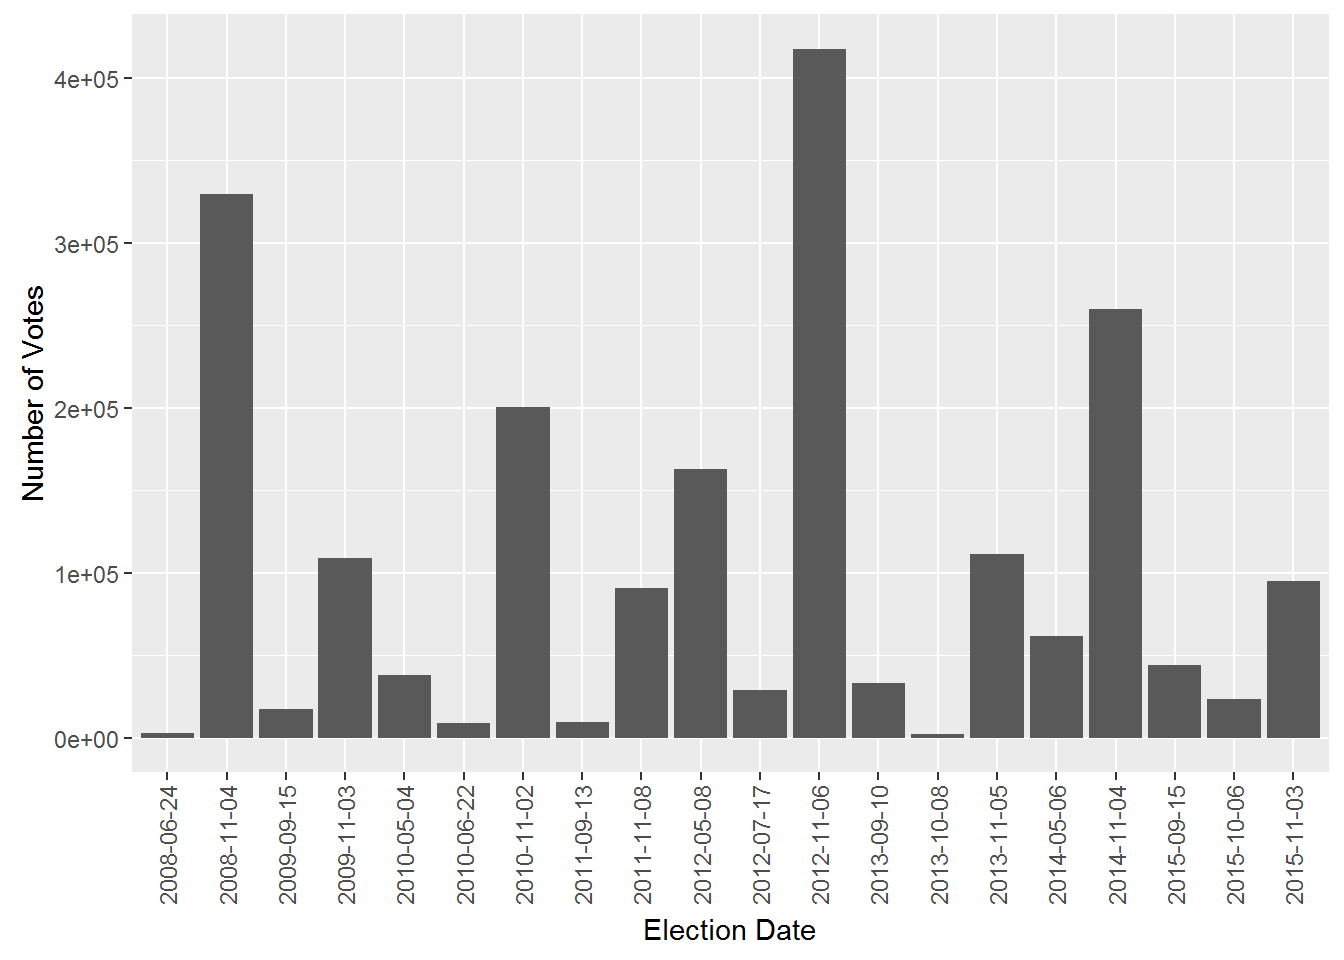 4e+05
3e+05
2e+05
1e+05
0e+00
Number of Votes
2008-06-24
2008-11-04
2009-09-15
2009-11-03
2010-05-04
2010-06-22
2010-11-02
2011-09-13
2011-11-08
2012-05-08
2012-07-17
2012-11-06
2013-09-10
2013-10-08
2013-11-05
2014-05-06
2014-11-04
2015-09-15
2015-10-06
2015-11-03
Election Date